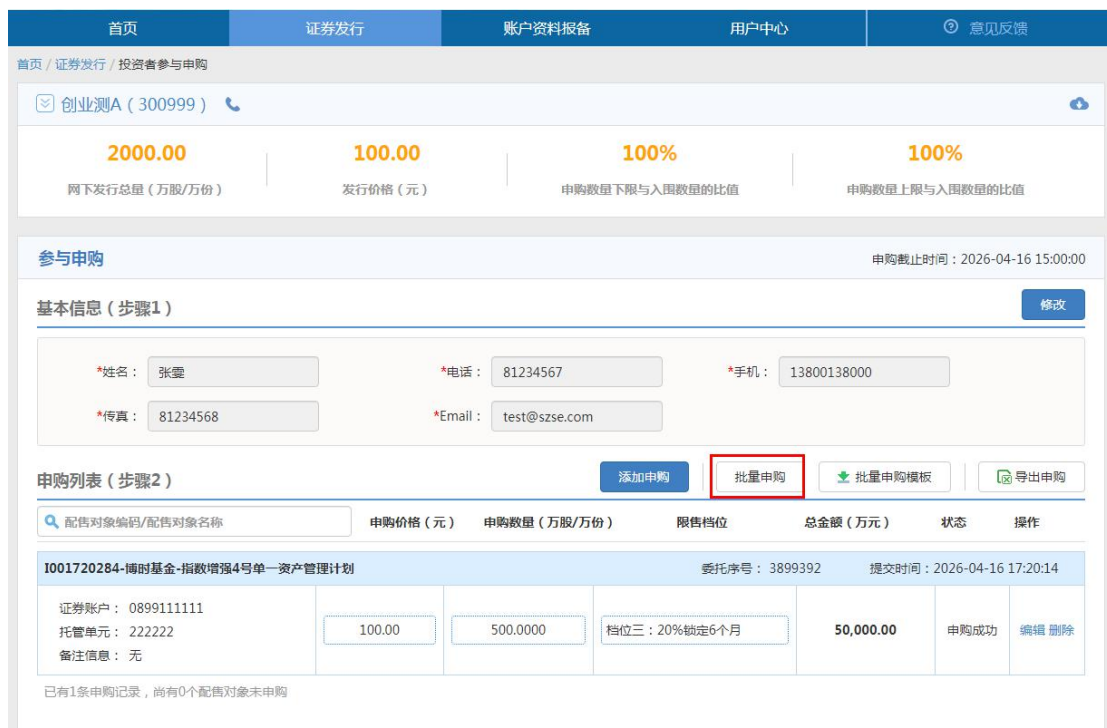 首页 证券发行 账户资料报备 用户中心 意见反馈
首页 / 证券发行 / 投资者参与申购
创业测A（300999）
2000.00 100.00 100% 100%
网下发行总量（万股/万份） 发行价格（元） 申购数量下限与入围数量的比值 申购数量上限与入围数量的比值
参与申购 申购截止时间：2026-04-16 15:00:00
基本信息（步骤1） 修改
*姓名： 张雯 *电话： 81234567 *手机： 13800138000
*传真： 81234568 *Email： test@szse.com
申购列表（步骤2） 添加申购 批量申购 批量申购模板 导出申购
配售对象编码/配售对象名称 申购价格（元） 申购数量（万股/万份） 限售档位 总金额（万元） 状态 操作
I001720284-博时基金-指数增强4号单一资产管理计划 委托序号： 3899392 提交时间：2026-04-16 17:20:14
证券账户： 0899111111
托管单元： 222222 100.00 500.0000 档位三：20%锁定6个月 50,000.00 申购成功 编辑 删除
备注信息： 无
已有1条申购记录，尚有0个配售对象未申购